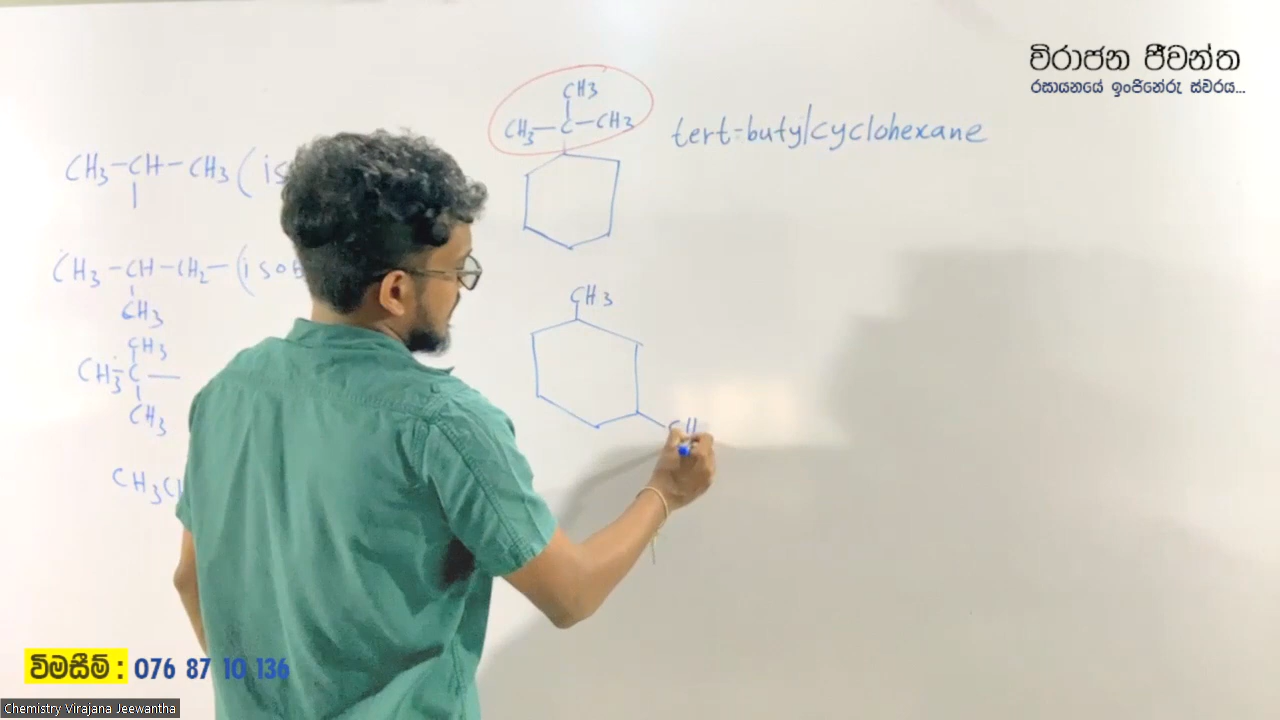 විරාජන ජීවන්ත
රසායනයේ ඉංජිනේරු ස්වරය...
CH3
CH3-C-CH3
tert-butylcyclohexane
CH3-CH-CH3 (is
CH3-CH-CH2-(isob
CH3
CH3
CH3-C-
CH3
CH3
CH
CH3C
විමසීම් : 076 87 10 136
Chemistry Virajana Jeewantha